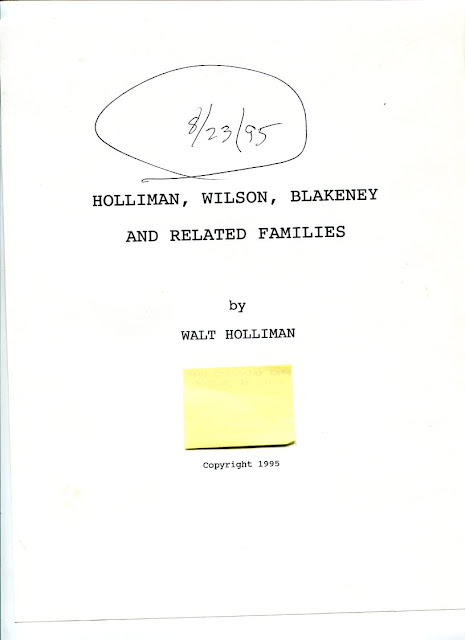 8/23/95
HOLLIMAN, WILSON, BLAKENEY
AND RELATED FAMILIES
by
WALT HOLLIMAN
Copyright 1995